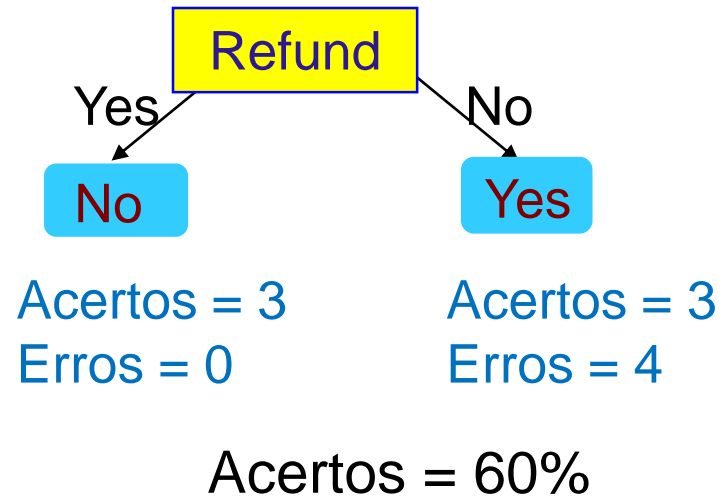 Refund
Yes
No
No
Yes
Acertos = 3
Erros = 0
Acertos = 3
Erros = 4
Acertos = 60%